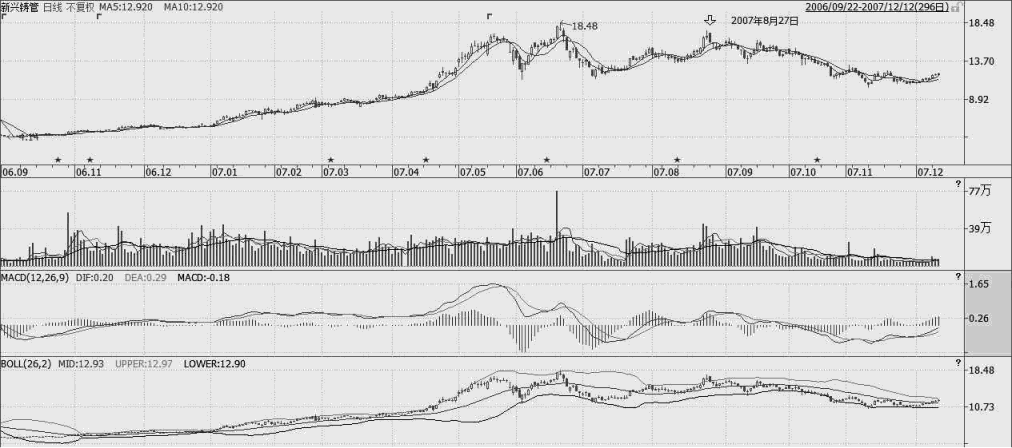 新兴铸管 日线 不复权 MA5:12.920 MA10:12.920 2006/09/22-2007/12/12(296日)
18.48 2007年8月27日 18.48
13.70
8.92
06.09 06.11 06.12 07.01 07.02 07.03 07.04 07.05 07.06 07.07 07.08 07.09 07.10 07.11 07.12
?
77万
39万
MACD(12,26,9) DIF:0.20 DEA:0.29 MACD:-0.18 ?
1.65
0.26
BOLL(26,2) MID:12.93 UPPER:12.97 LOWER:12.90 ?
18.48
10.73